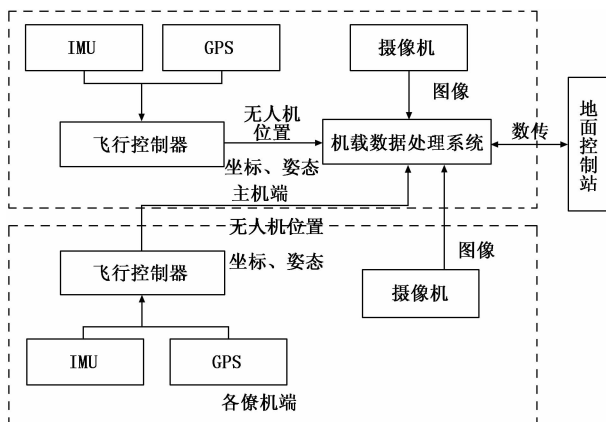 IMU
GPS
摄像机
图像
无人机
位置
飞行控制器
坐标、姿态
机载数据处理系统
数传
地面控制站
主机端
无人机位置
飞行控制器
坐标、姿态
图像
摄像机
IMU
GPS
各僚机端